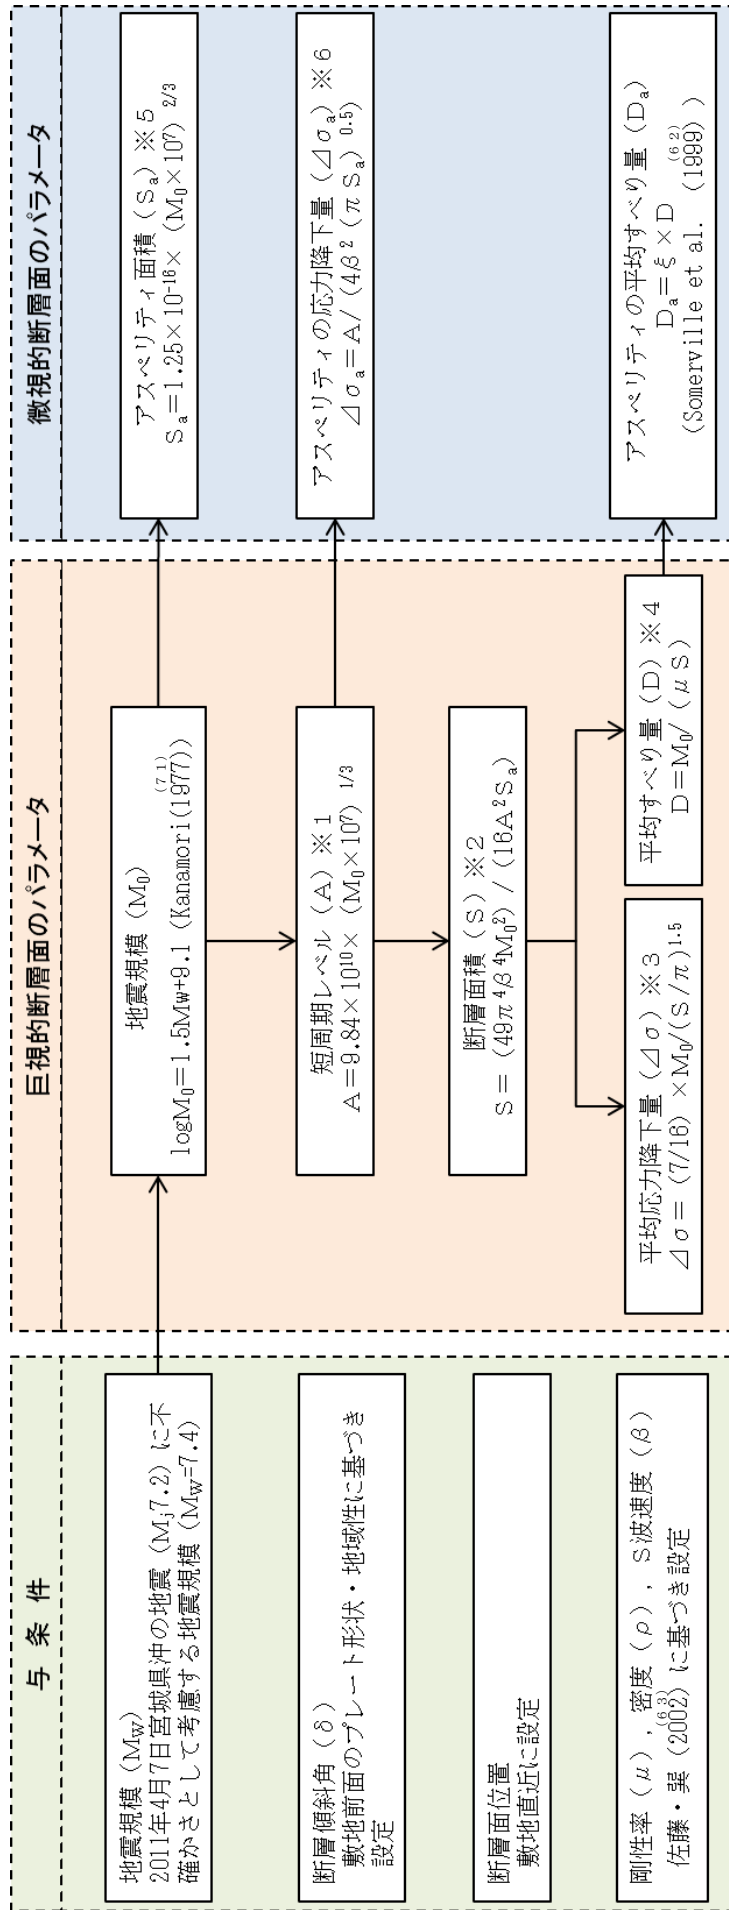 与 条 件
地震規模（Mw）
2011年4月7日宮城県沖の地震（Mj7.2）に不
確かさとして考慮する地震規模（Mw=7.4）
断層傾斜角（δ）
敷地前面のプレート形状・地域性に基づき
設定
断層面位置
敷地直近に設定
剛性率（μ），密度（ρ），Ｓ波速度（β）
佐藤・巽（2002）(63)に基づき設定
巨視的断層面のパラメータ
地震規模（M0）
logM0=1.5Mw+9.1（Kanamori(1977)(71)）
短周期レベル（A）※１
A=9.84×10^10×（M0×10^7）^1/3
断層面積（S）※２
S=（49π^4β^4M0^2）/（16A^2Sa）
平均応力降下量（⊿σ）※３
⊿σ=（7/16）×M0/(S/π)^1.5
平均すべり量（D）※４
D=M0/（μS）
微視的断層面のパラメータ
アスペリティ面積（Sa）※５
Sa=1.25×10^-16×（M0×10^7）^2/3
アスペリティの応力降下量（⊿σa）※６
⊿σa=A/（4β^2（πSa）^0.5）
アスペリティの平均すべり量（Da）
Da=ξ×D
（Somerville et al.（1999）(62)）